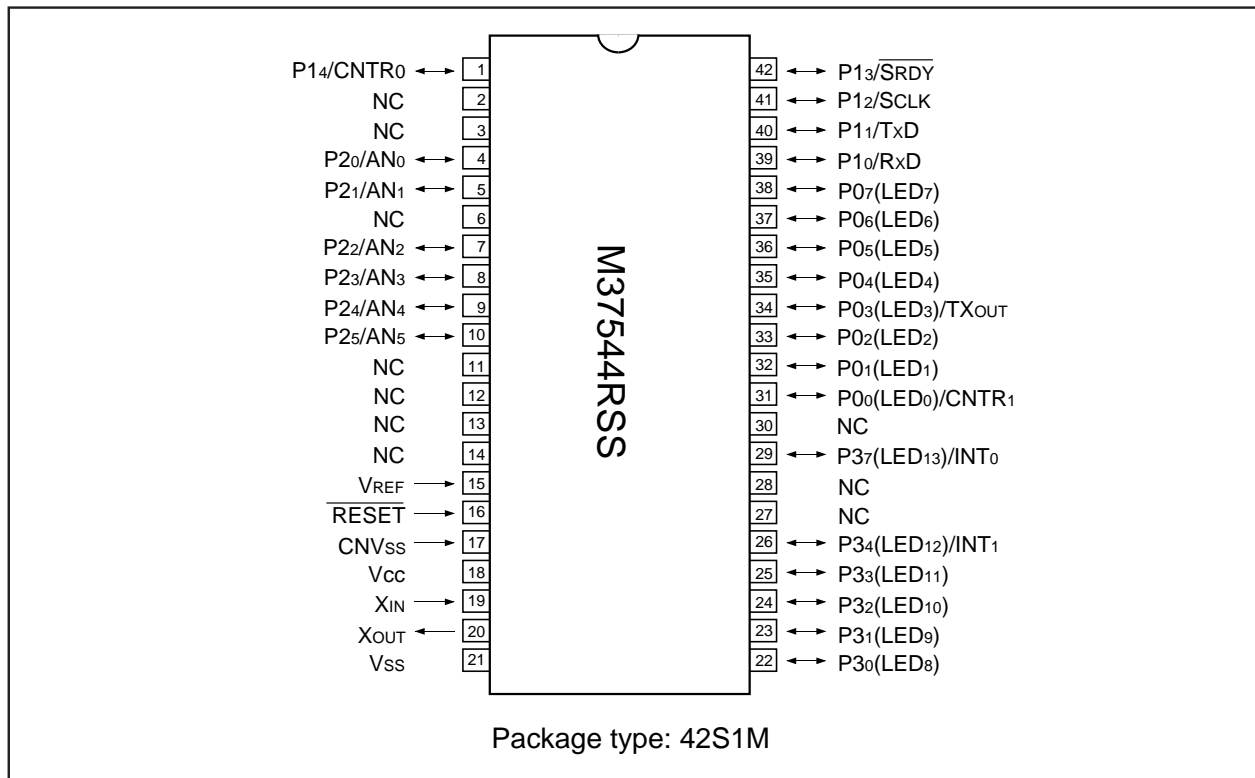 P14/CNTR0 1
NC 2
NC 3
P20/AN0 4
P21/AN1 5
NC 6
P22/AN2 7
P23/AN3 8
P24/AN4 9
P25/AN5 10
NC 11
NC 12
NC 13
NC 14
VREF 15
RESET 16
CNVSS 17
Vcc 18
XIN 19
XOUT 20
VSS 21
M37544RSS
42 P13/SRDY
41 P12/SCLK
40 P11/TxD
39 P10/RxD
38 P07(LED7)
37 P06(LED6)
36 P05(LED5)
35 P04(LED4)
34 P03(LED3)/TXOUT
33 P02(LED2)
32 P01(LED1)
31 P00(LED0)/CNTR1
30 NC
29 P37(LED13)/INT0
28 NC
27 NC
26 P34(LED12)/INT1
25 P33(LED11)
24 P32(LED10)
23 P31(LED9)
22 P30(LED8)
Package type: 42S1M